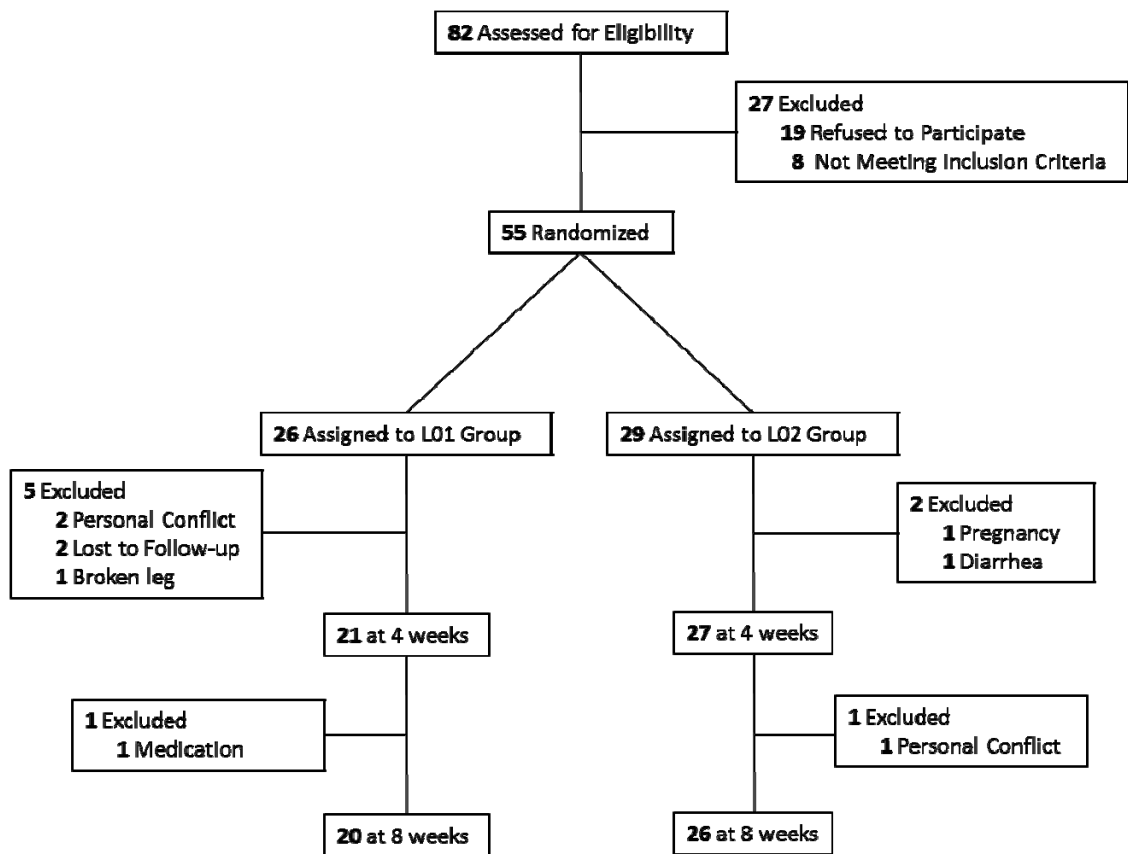 82 Assessed for Eligibility
27 Excluded
19 Refused to Participate
8 Not Meeting Inclusion Criteria
55 Randomized
26 Assigned to L01 Group
29 Assigned to L02 Group
5 Excluded
2 Personal Conflict
2 Lost to Follow-up
1 Broken leg
2 Excluded
1 Pregnancy
1 Diarrhea
21 at 4 weeks
27 at 4 weeks
1 Excluded
1 Medication
1 Excluded
1 Personal Conflict
20 at 8 weeks
26 at 8 weeks